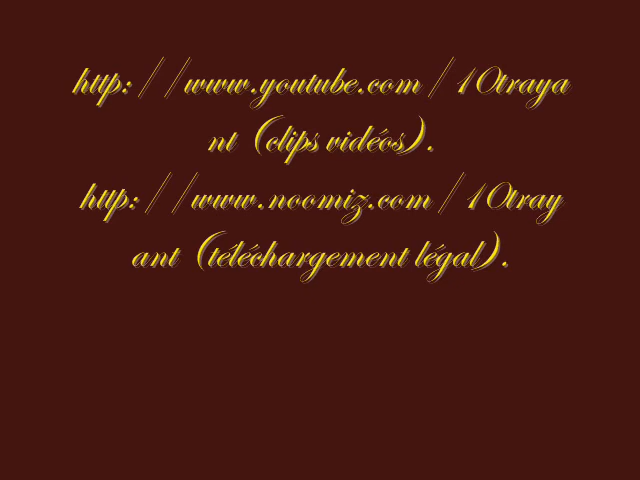 http://www.youtube.com/10traya
nt (clips vidéos).
http://www.noomiz.com/10tray
ant (téléchargement légal).